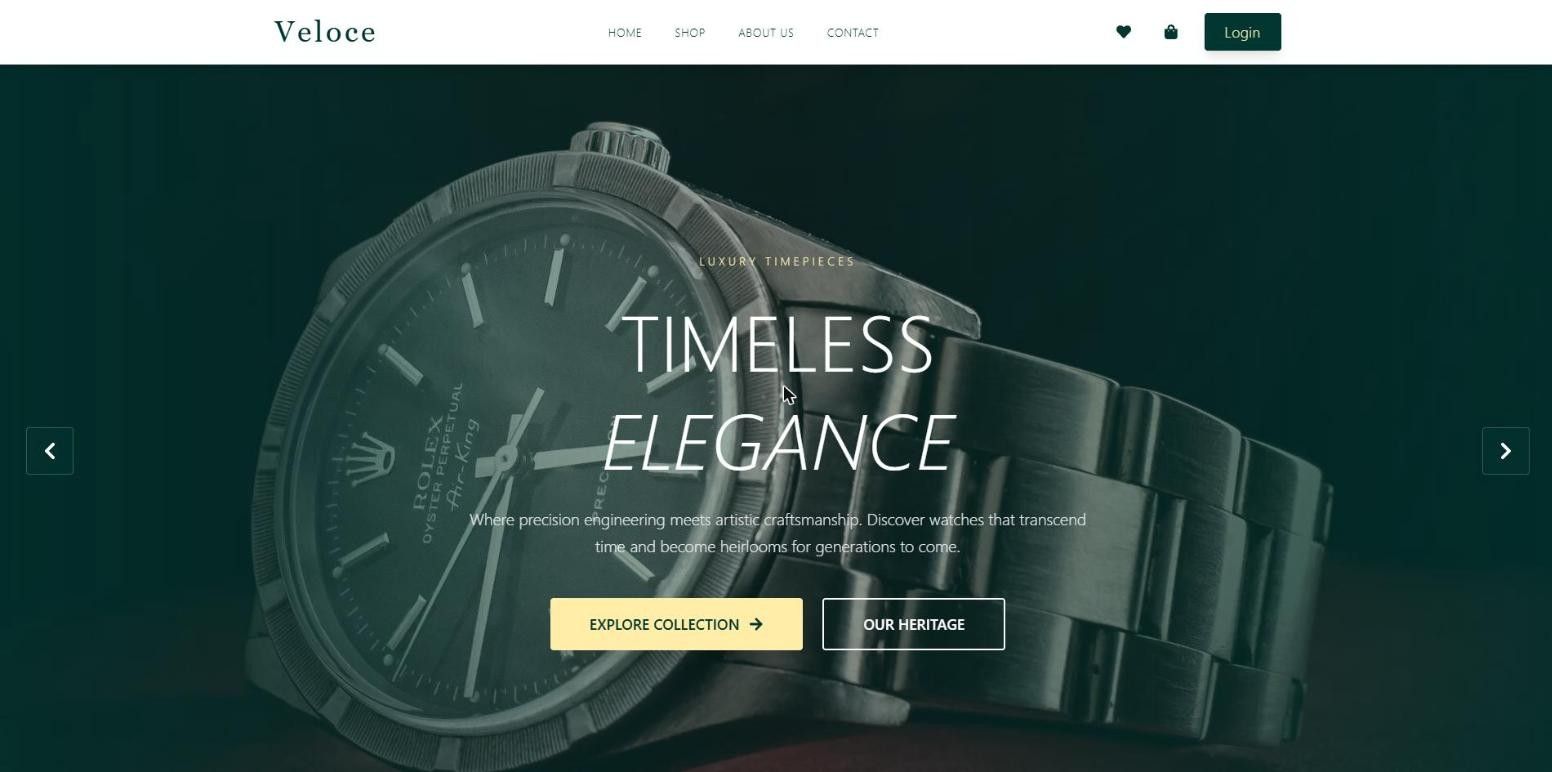 Veloce
HOME
SHOP
ABOUT US
CONTACT
Login
LUXURY TIMEPIECES
TIMELESS
ELEGANCE
Where precision engineering meets artistic craftsmanship. Discover watches that transcend
time and become heirlooms for generations to come.
EXPLORE COLLECTION
OUR HERITAGE
ROLEX
OYSTER PERPETUAL
Air-King